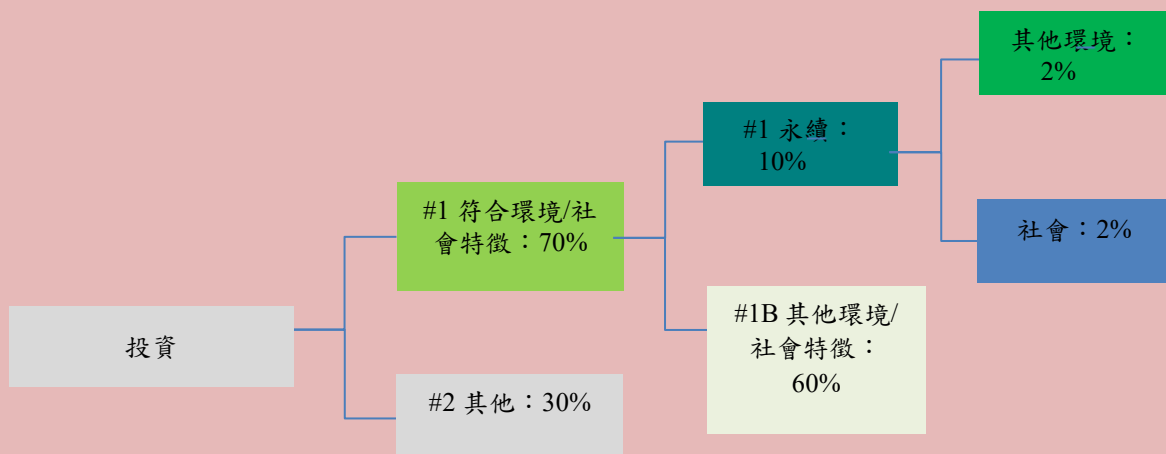 其他環境：
2%
#1 永續：
10%
#1 符合環境/社
會特徵：70%
社會：2%
#1B 其他環境/
社會特徵：
60%
投資
#2 其他：30%